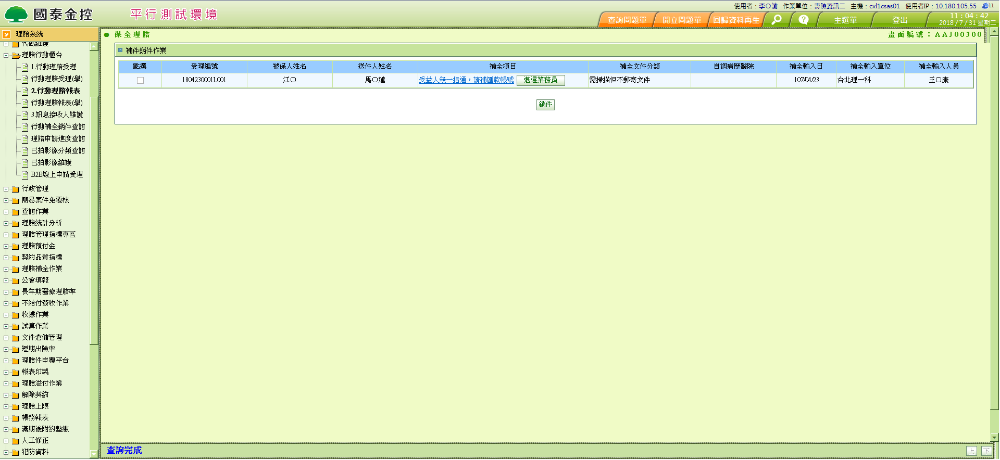 使用者：李〇諭 作業單位：壽險資訊二 主機：cxl1csas01 使用者IP：10.180.105.55 11
國泰金控 平行測試環境
查詢問題單 開立問題單 回歸資料再生 主選單 登出
11：04：42
2018 / 7 / 31 星期二
理賠系統
代碼維護
理賠行動櫃台
1.行動理賠受理
行動理賠受理(學)
2.行動理賠報表
行動理賠報表(學)
3.訊息接收人維護
行動補全銷件查詢
理賠申請進度查詢
已拍影像分類查詢
已拍影像維護
B2B線上申請受理
行政管理
簡易案件免覆核
查詢作業
理賠統計分析
理賠管理指標專區
理賠預付金
契約品質指標
理賠補全作業
公會填報
長年期醫療理賠率
不給付簽收作業
收據作業
試算作業
文件倉儲管理
短期出險率
理賠件申覆平台
報表印製
理賠溢付作業
解除契約
理賠上限
帳務報表
滿期後附約墊繳
人工修正
犯防資料
保全理賠
畫面編號：AAJ00300
補件銷件作業
點選 受理編號 被保人姓名 送件人姓名 補全項目 補全文件分類 自調病歷醫院 補全輸入日 補全輸入單位 補全輸入人員
1804230001L001 江〇 馬〇蓮 受益人無一指通，請補匯款帳號 退還業務員 需掃描但不郵寄文件 107/04/23 台北理一科 王〇康
銷件
查詢完成
上 下